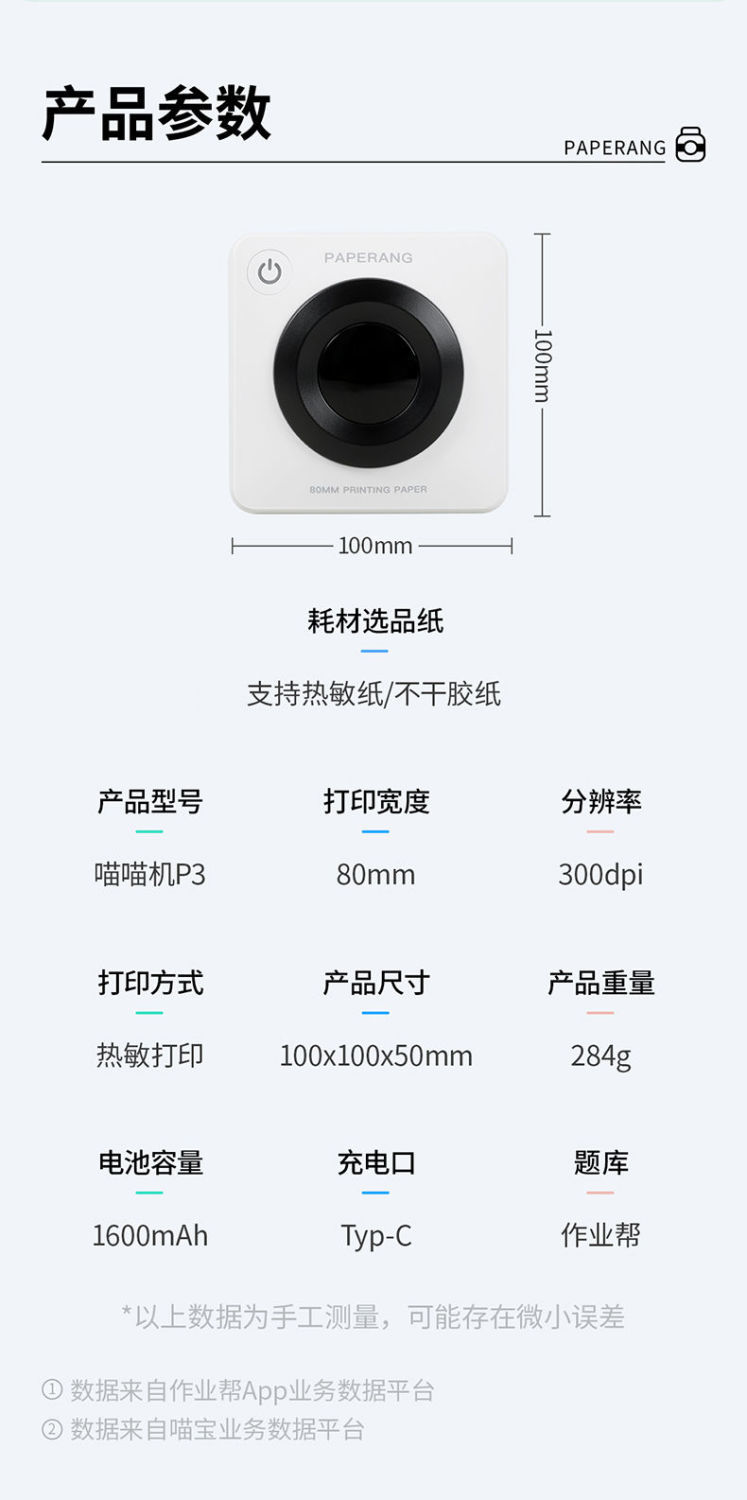 产品参数
PAPERANG
PAPERANG
100mm
80MM PRINTING PAPER
100mm
耗材选品纸
支持热敏纸/不干胶纸
产品型号 打印宽度 分辨率
喵喵机P3 80mm 300dpi
打印方式 产品尺寸 产品重量
热敏打印 100x100x50mm 284g
电池容量 充电口 题库
1600mAh Typ-C 作业帮
*以上数据为手工测量，可能存在微小误差
① 数据来自作业帮App业务数据平台
② 数据来自喵宝业务数据平台